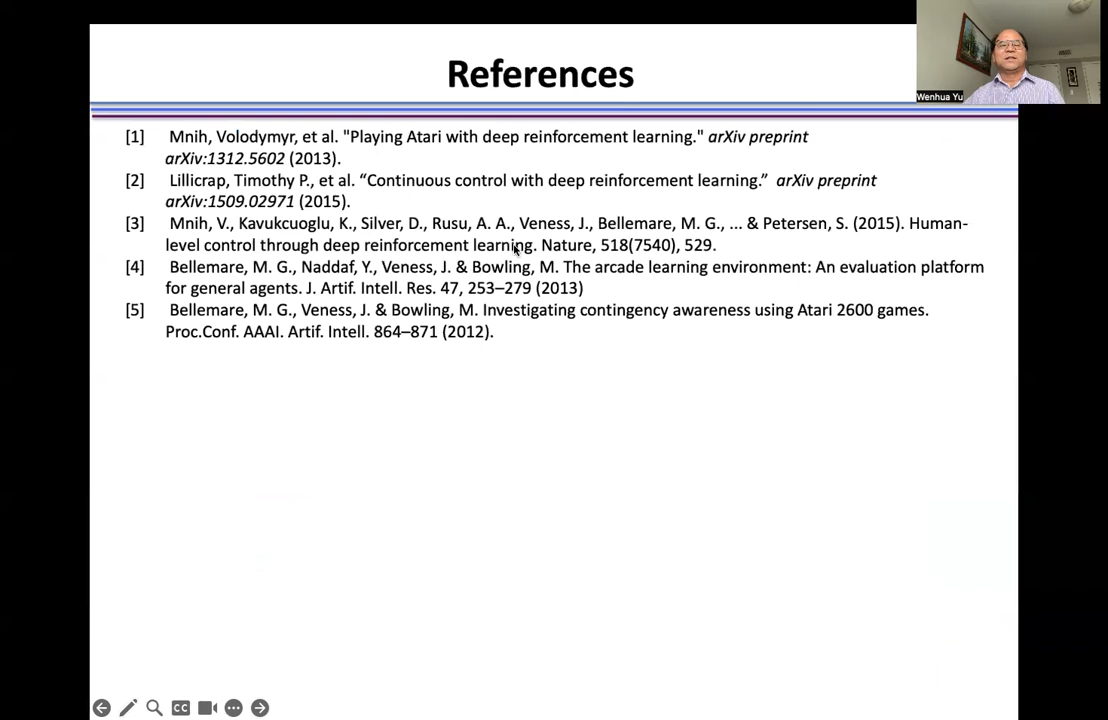 References
Wenhua Yu
[1] Mnih, Volodymyr, et al. "Playing Atari with deep reinforcement learning." arXiv preprint
arXiv:1312.5602 (2013).
[2] Lillicrap, Timothy P., et al. “Continuous control with deep reinforcement learning.” arXiv preprint
arXiv:1509.02971 (2015).
[3] Mnih, V., Kavukcuoglu, K., Silver, D., Rusu, A. A., Veness, J., Bellemare, M. G., ... & Petersen, S. (2015). Human-
level control through deep reinforcement learning. Nature, 518(7540), 529.
[4] Bellemare, M. G., Naddaf, Y., Veness, J. & Bowling, M. The arcade learning environment: An evaluation platform
for general agents. J. Artif. Intell. Res. 47, 253–279 (2013)
[5] Bellemare, M. G., Veness, J. & Bowling, M. Investigating contingency awareness using Atari 2600 games.
Proc.Conf. AAAI. Artif. Intell. 864–871 (2012).
CC